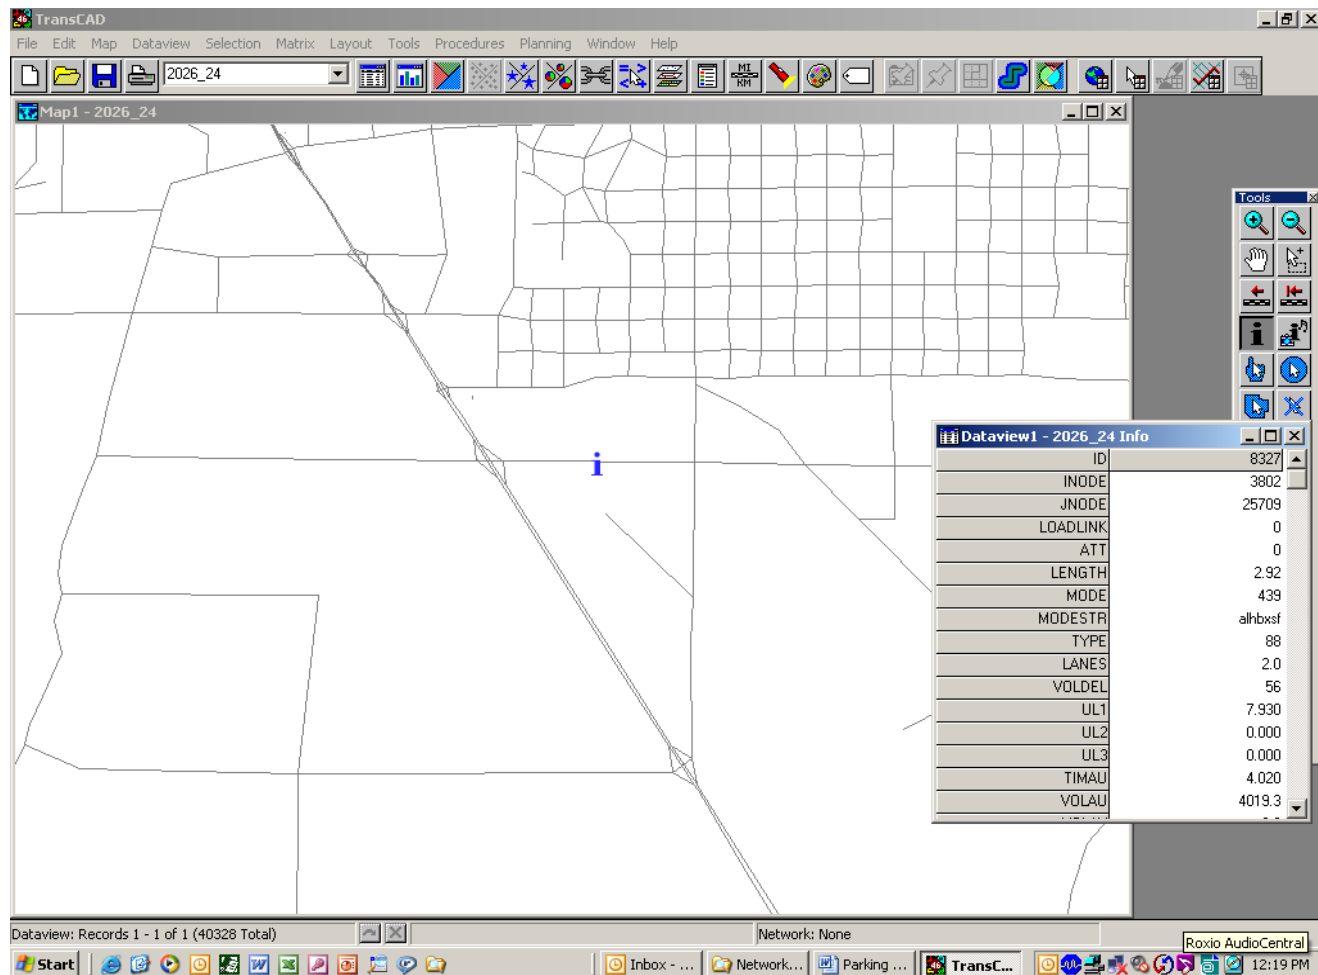 TransCAD
File Edit Map Dataview Selection Matrix Layout Tools Procedures Planning Window Help
2026_24
MI
KM
Map1 - 2026_24
Tools
Dataview1 - 2026_24 Info
ID 8327
INODE 3802
JNODE 25709
LOADLINK 0
ATT 0
LENGTH 2.92
MODE 439
MODESTR alhbxsf
TYPE 88
LANES 2.0
VOLDEL 56
UL1 7.930
UL2 0.000
UL3 0.000
TIMAU 4.020
VOLAU 4019.3
Dataview: Records 1 - 1 of 1 (40328 Total) Network: None
Roxio AudioCentral
Start Inbox - ... Network... Parking ... TransC... 12:19 PM